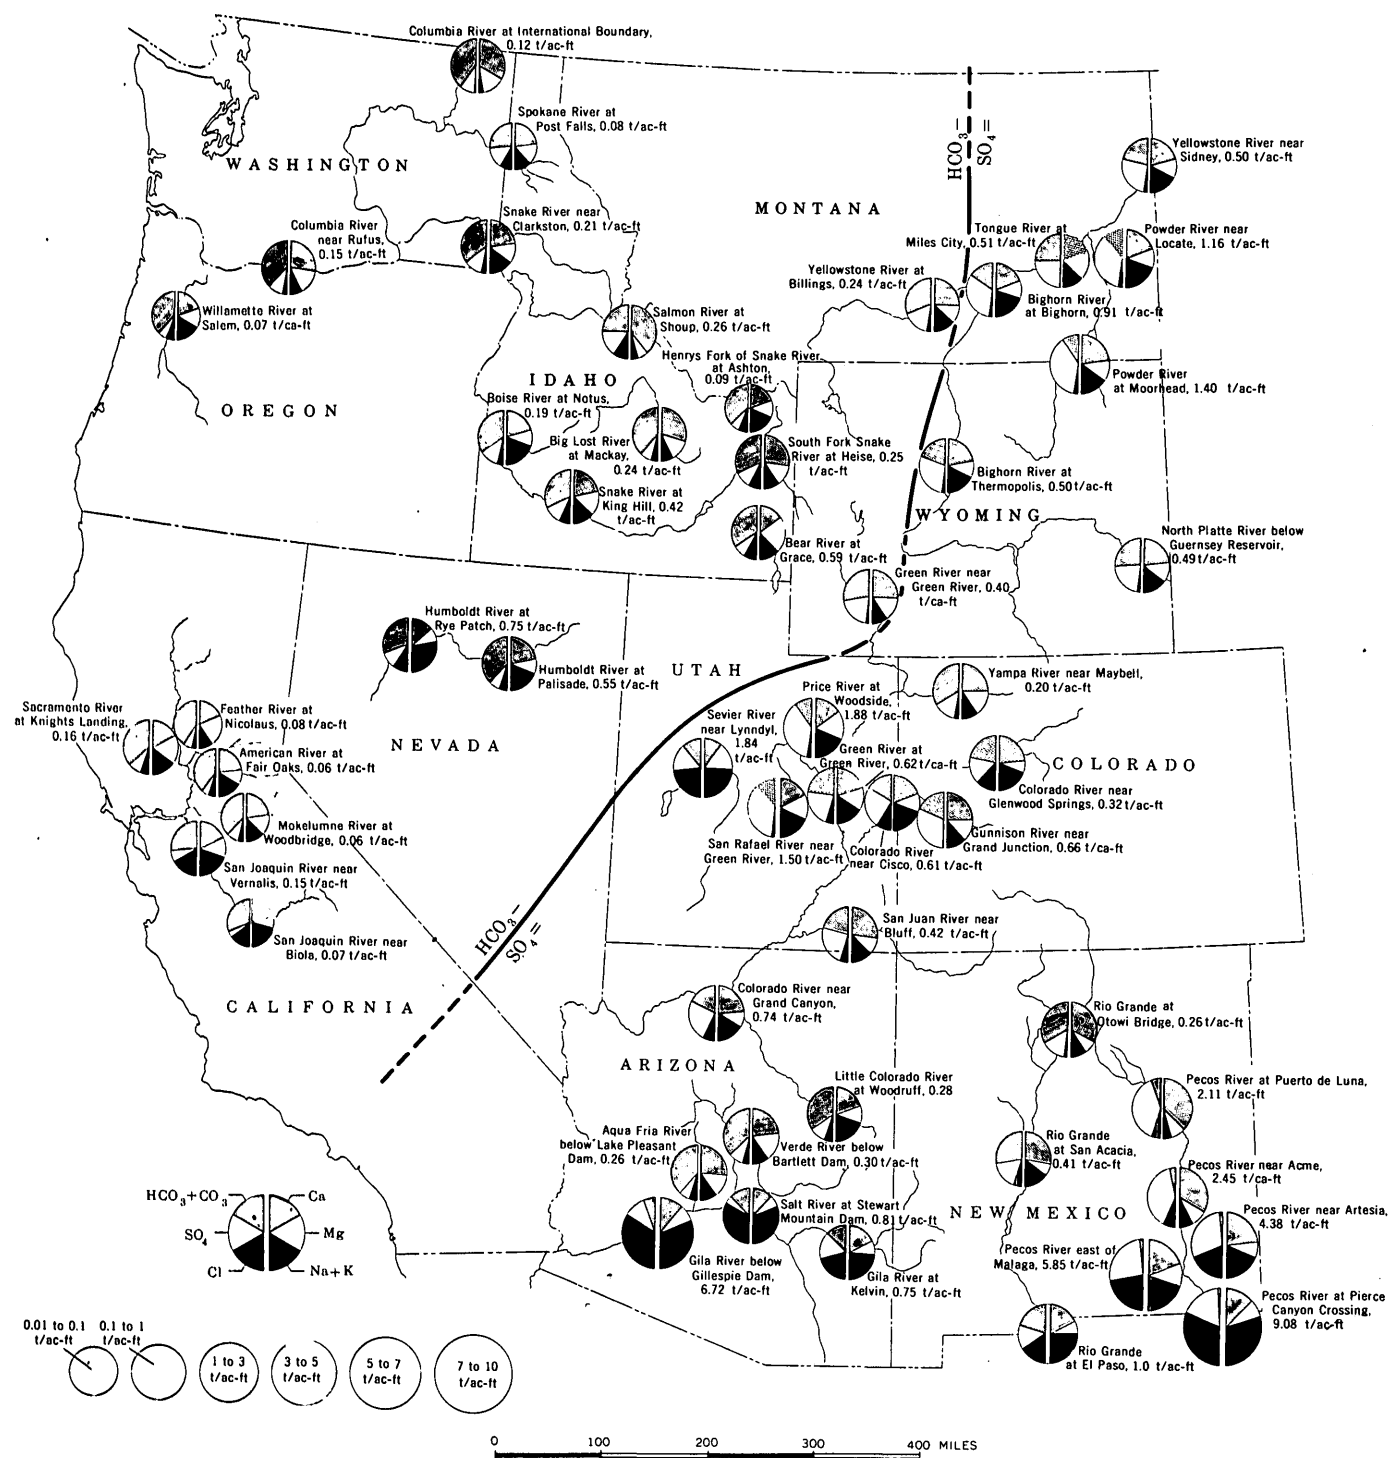 Columbia River at International Boundary,
0.12 t/ac-ft
Spokane River at
Post Falls, 0.08 t/ac-ft
WASHINGTON
HCO3−
SO4=
Yellowstone River near
Sidney, 0.50 t/ac-ft
MONTANA
Snake River near
Clarkston, 0.21 t/ac-ft
Columbia River
near Rufus,
0.15 t/ac-ft
Tongue River at
Miles City, 0.51 t/ac-ft
Powder River near
Locate, 1.16 t/ac-ft
Yellowstone River at
Billings, 0.24 t/ac-ft
Bighorn River
at Bighorn, 0.91 t/ac-ft
Willamette River at
Salem, 0.07 t/ca-ft
Salmon River at
Shoup, 0.26 t/ac-ft
Henrys Fork of Snake River
at Ashton,
0.09 t/ac-ft
Powder River
at Moorhead, 1.40 t/ac-ft
IDAHO
OREGON
Boise River at Notus,
0.19 t/ac-ft
Big Lost River
at Mackay,
0.24 t/ac-ft
South Fork Snake
River at Heise, 0.25
t/ac-ft
Bighorn River at
Thermopolis, 0.50 t/ac-ft
Snake River at
King Hill, 0.42
t/ac-ft
WYOMING
Bear River at
Grace, 0.59 t/ac-ft
North Platte River below
Guernsey Reservoir,
0.49 t/ac-ft
Green River near
Green River, 0.40
t/ca-ft
Humboldt River at
Rye Patch, 0.75 t/ac-ft
Humboldt River at
Palisade, 0.55 t/ac-ft
UTAH
Yampa River near Maybell,
0.20 t/ac-ft
Price River at
Woodside,
1.88 t/ac-ft
Sevier River
near Lynndyl,
1.84
t/ac-ft
Sacramento River
at Knights Landing,
0.16 t/ac-ft
Feather River at
Nicolaus, 0.08 t/ac-ft
American River at
Fair Oaks, 0.06 t/ac-ft
NEVADA
Green River at
Green River, 0.62 t/ca-ft
COLORADO
Colorado River near
Glenwood Springs, 0.32 t/ac-ft
Mokelumne River at
Woodbridge, 0.06 t/ac-ft
San Rafael River near
Green River, 1.50 t/ac-ft
Colorado River
near Cisco, 0.61 t/ac-ft
Gunnison River near
Grand Junction, 0.66 t/ca-ft
San Joaquin River near
Vernalis, 0.15 t/ac-ft
San Joaquin River near
Biola, 0.07 t/ac-ft
HCO3−
SO4=
San Juan River near
Bluff, 0.42 t/ac-ft
CALIFORNIA
Colorado River near
Grand Canyon,
0.74 t/ac-ft
Rio Grande at
Otowi Bridge, 0.26 t/ac-ft
ARIZONA
Little Colorado River
at Woodruff, 0.28
Pecos River at Puerto de Luna,
2.11 t/ac-ft
Aqua Fria River
below Lake Pleasant
Dam, 0.26 t/ac-ft
Verde River below
Bartlett Dam, 0.30 t/ac-ft
Rio Grande
at San Acacia,
0.41 t/ac-ft
Pecos River near Acme,
2.45 t/ca-ft
Salt River at Stewart
Mountain Dam, 0.81 t/ac-ft
NEW MEXICO
Pecos River near Artesia,
4.38 t/ac-ft
Pecos River east of
Malaga, 5.85 t/ac-ft
Gila River below
Gillespie Dam,
6.72 t/ac-ft
Gila River at
Kelvin, 0.75 t/ac-ft
Pecos River at Pierce
Canyon Crossing,
9.08 t/ac-ft
Rio Grande
at El Paso, 1.0 t/ac-ft
HCO3+CO3
Ca
SO4
Mg
Cl
Na+K
0.01 to 0.1
t/ac-ft
0.1 to 1
t/ac-ft
1 to 3
t/ac-ft
3 to 5
t/ac-ft
5 to 7
t/ac-ft
7 to 10
t/ac-ft
0 100 200 300 400 MILES